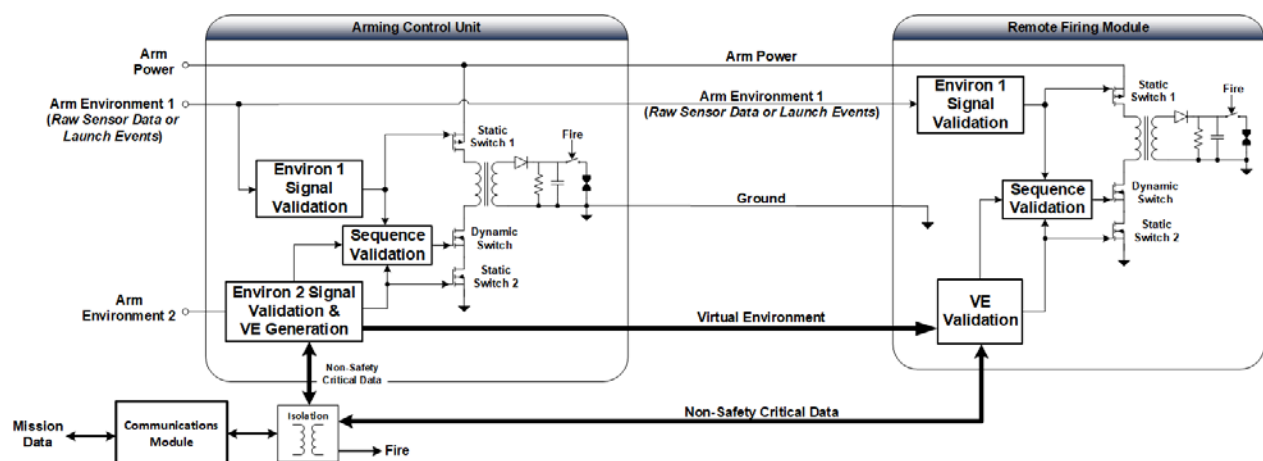 Arming Control Unit
Remote Firing Module
Arm
Power
Arm Power
Arm Environment 1
(Raw Sensor Data or
Launch Events)
Arm Environment 1
(Raw Sensor Data or Launch Events)
Static
Switch 1
Fire
Environ 1
Signal
Validation
Sequence
Validation
Dynamic
Switch
Static
Switch 2
Ground
Arm
Environment 2
Environ 2 Signal
Validation &
VE Generation
Virtual Environment
Environ 1
Signal
Validation
Static
Switch 1
Fire
Sequence
Validation
Dynamic
Switch
Static
Switch 2
VE
Validation
Non-Safety
Critical Data
Non-Safety Critical Data
Mission
Data
Communications
Module
Isolation
Fire